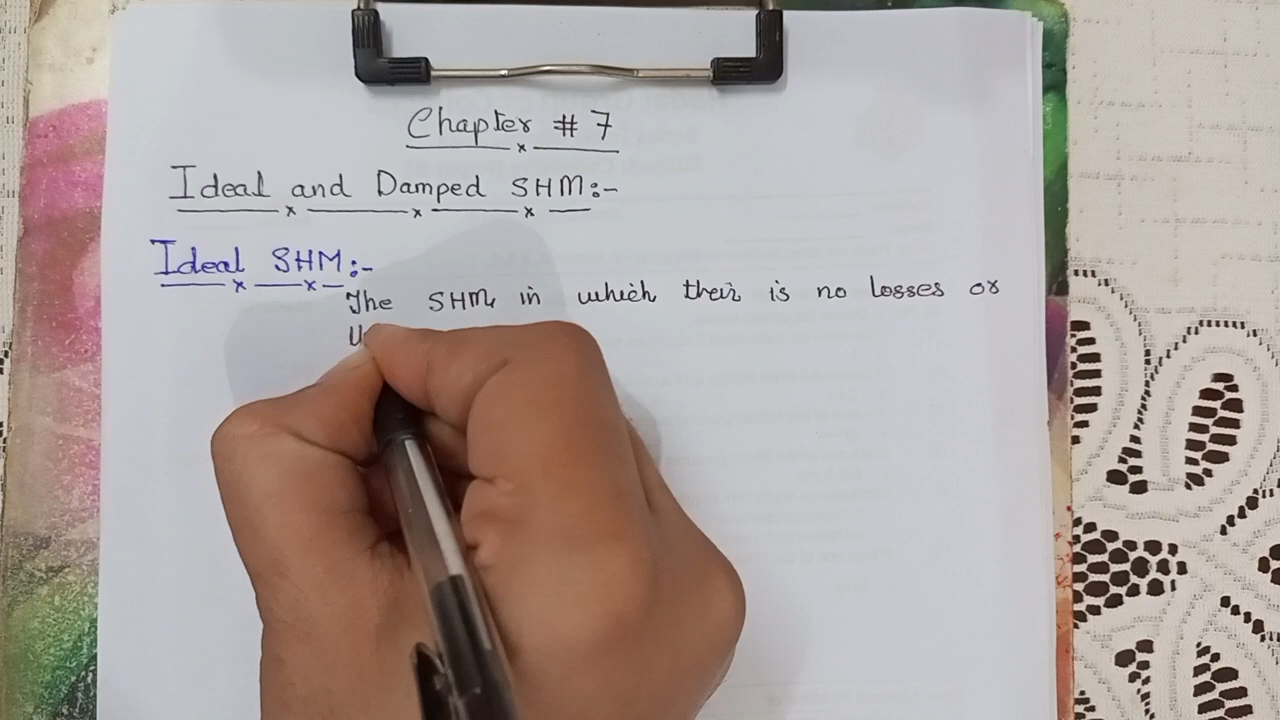 Chapter # 7
Ideal and Damped SHM:-
Ideal SHM:-
The SHM in which their is no losses or